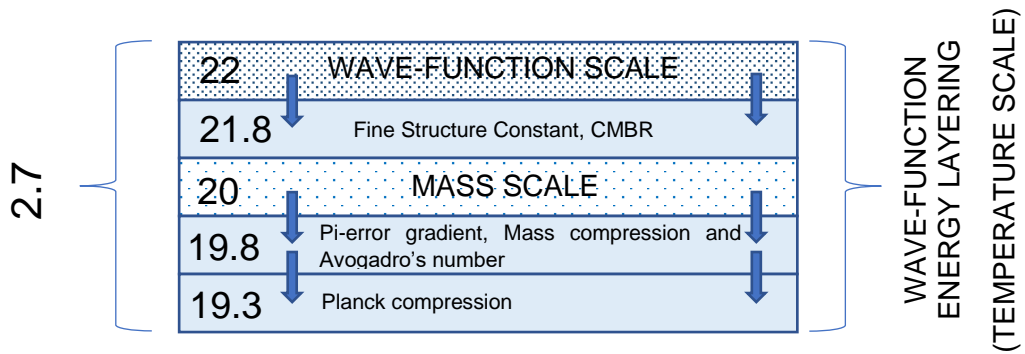 2.7
22 WAVE-FUNCTION SCALE
21.8 Fine Structure Constant, CMBR
20 MASS SCALE
19.8 Pi-error gradient, Mass compression and
Avogadro's number
19.3 Planck compression
WAVE-FUNCTION
ENERGY LAYERING
(TEMPERATURE SCALE)